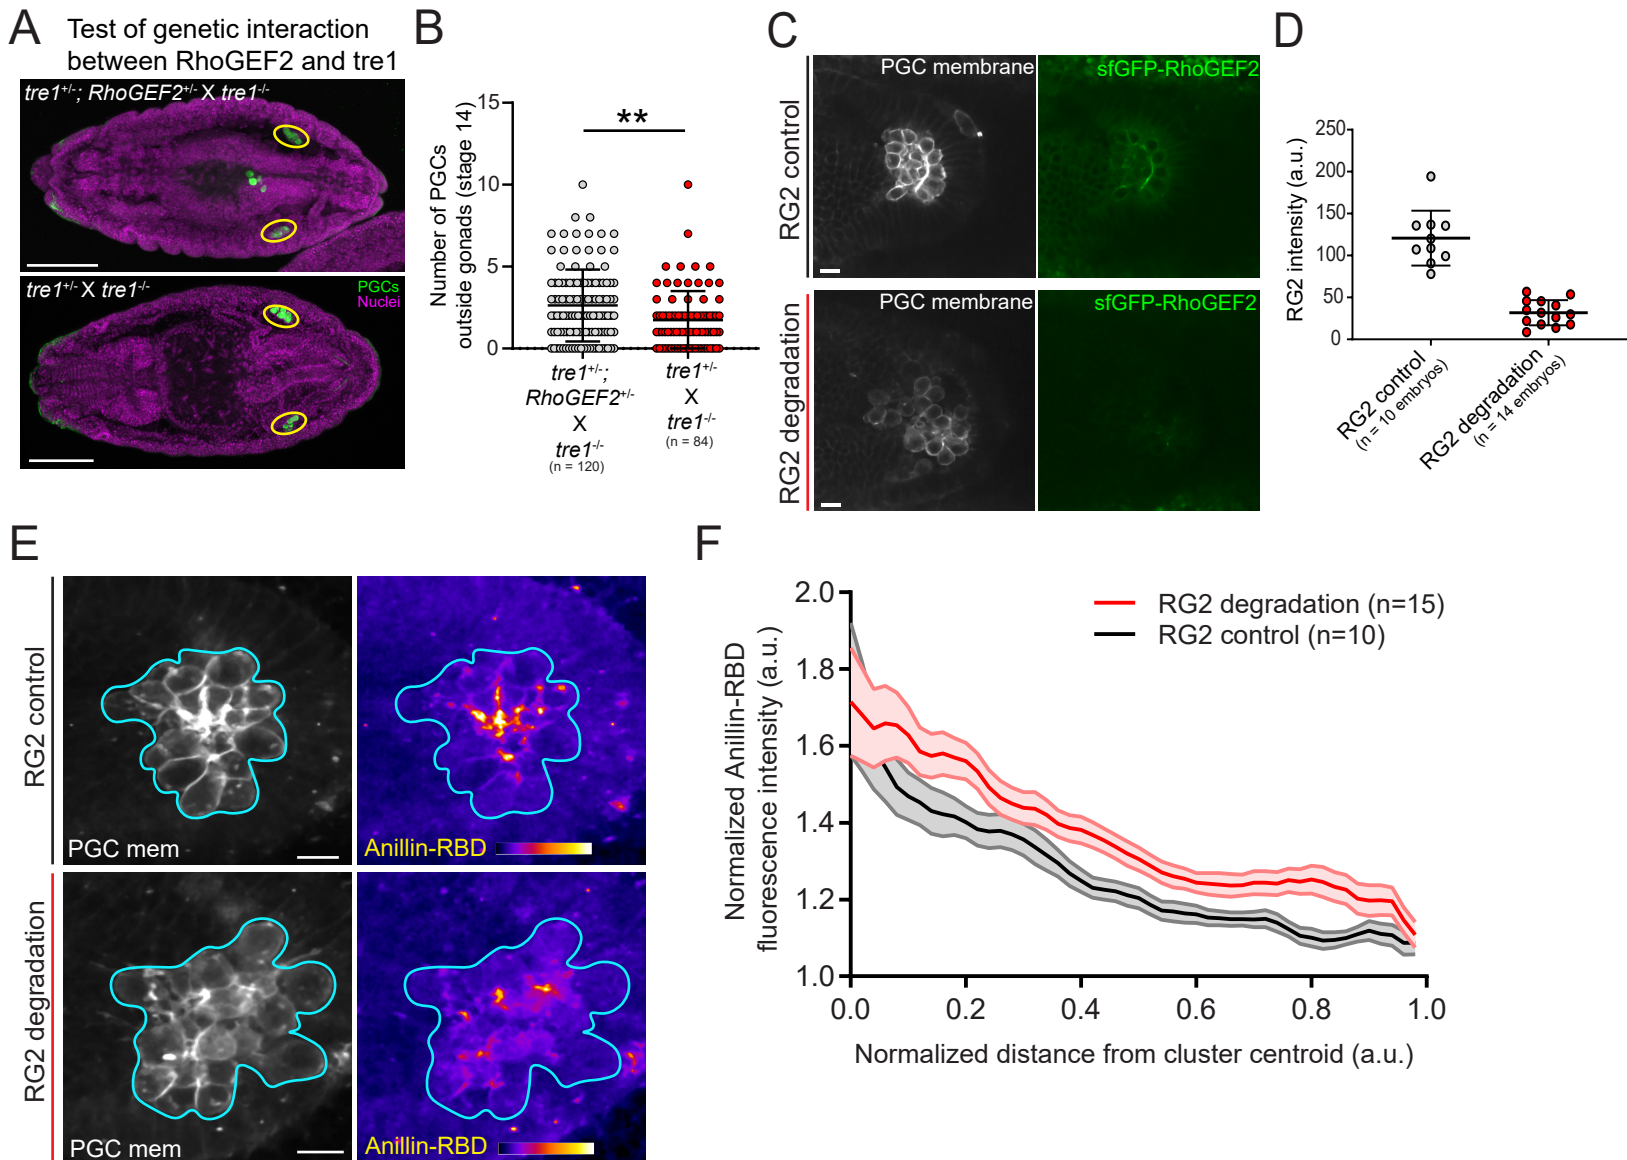 A
Test of genetic interaction
between RhoGEF2 and tre1
tre1+/-; RhoGEF2+/- X tre1-/-
tre1+/- X tre1-/-
PGCs
Nuclei
B
Number of PGCs
outside gonads (stage 14)
15
10
5
0
**
tre1+/-;
RhoGEF2+/-
X
tre1-/-
(n = 120)
tre1+/-
X
tre1-/-
(n = 84)
C
RG2 control
PGC membrane
sfGFP-RhoGEF2
RG2 degradation
PGC membrane
sfGFP-RhoGEF2
D
RG2 intensity (a.u.)
250
200
150
100
50
0
RG2 control
(n = 10 embryos)
RG2 degradation
(n = 14 embryos)
E
RG2 control
PGC mem
Anillin-RBD
RG2 degradation
PGC mem
Anillin-RBD
F
Normalized Anillin-RBD
fluorescence intensity (a.u.)
2.0
1.8
1.6
1.4
1.2
1.0
RG2 degradation (n=15)
RG2 control (n=10)
0.0 0.2 0.4 0.6 0.8 1.0
Normalized distance from cluster centroid (a.u.)